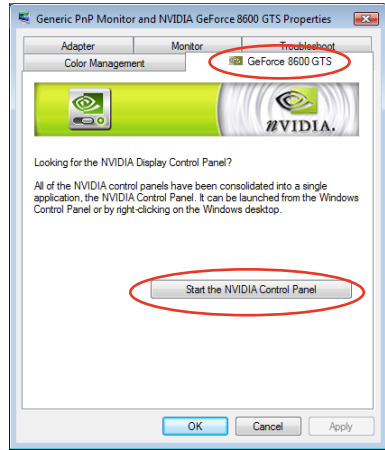 Generic PnP Monitor and NVIDIA GeForce 8600 GTS Properties
Adapter Monitor Troubleshoot
Color Management GeForce 8600 GTS
NVIDIA.
Looking for the NVIDIA Display Control Panel?
All of the NVIDIA control panels have been consolidated into a single
application, the NVIDIA Control Panel. It can be launched from the Windows
Control Panel or by right-clicking on the Windows desktop.
Start the NVIDIA Control Panel
OK Cancel Apply